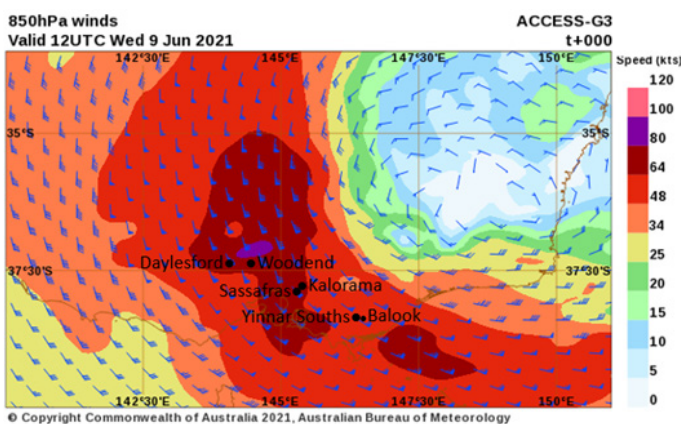 850hPa winds
ACCESS-G3
Valid 12UTC Wed 9 Jun 2021
t+000
142°30'E
145°E
147°30'E
150°E
Speed (kts)
120
100
80
64
48
34
25
20
15
10
5
0
35°S
35°S
37°30'S
37°30'S
Daylesford
Woodend
Sassafras
Kalorama
Yinnar Souths
Balook
142°30'E
145°E
147°30'E
150°E
© Copyright Commonwealth of Australia 2021, Australian Bureau of Meteorology